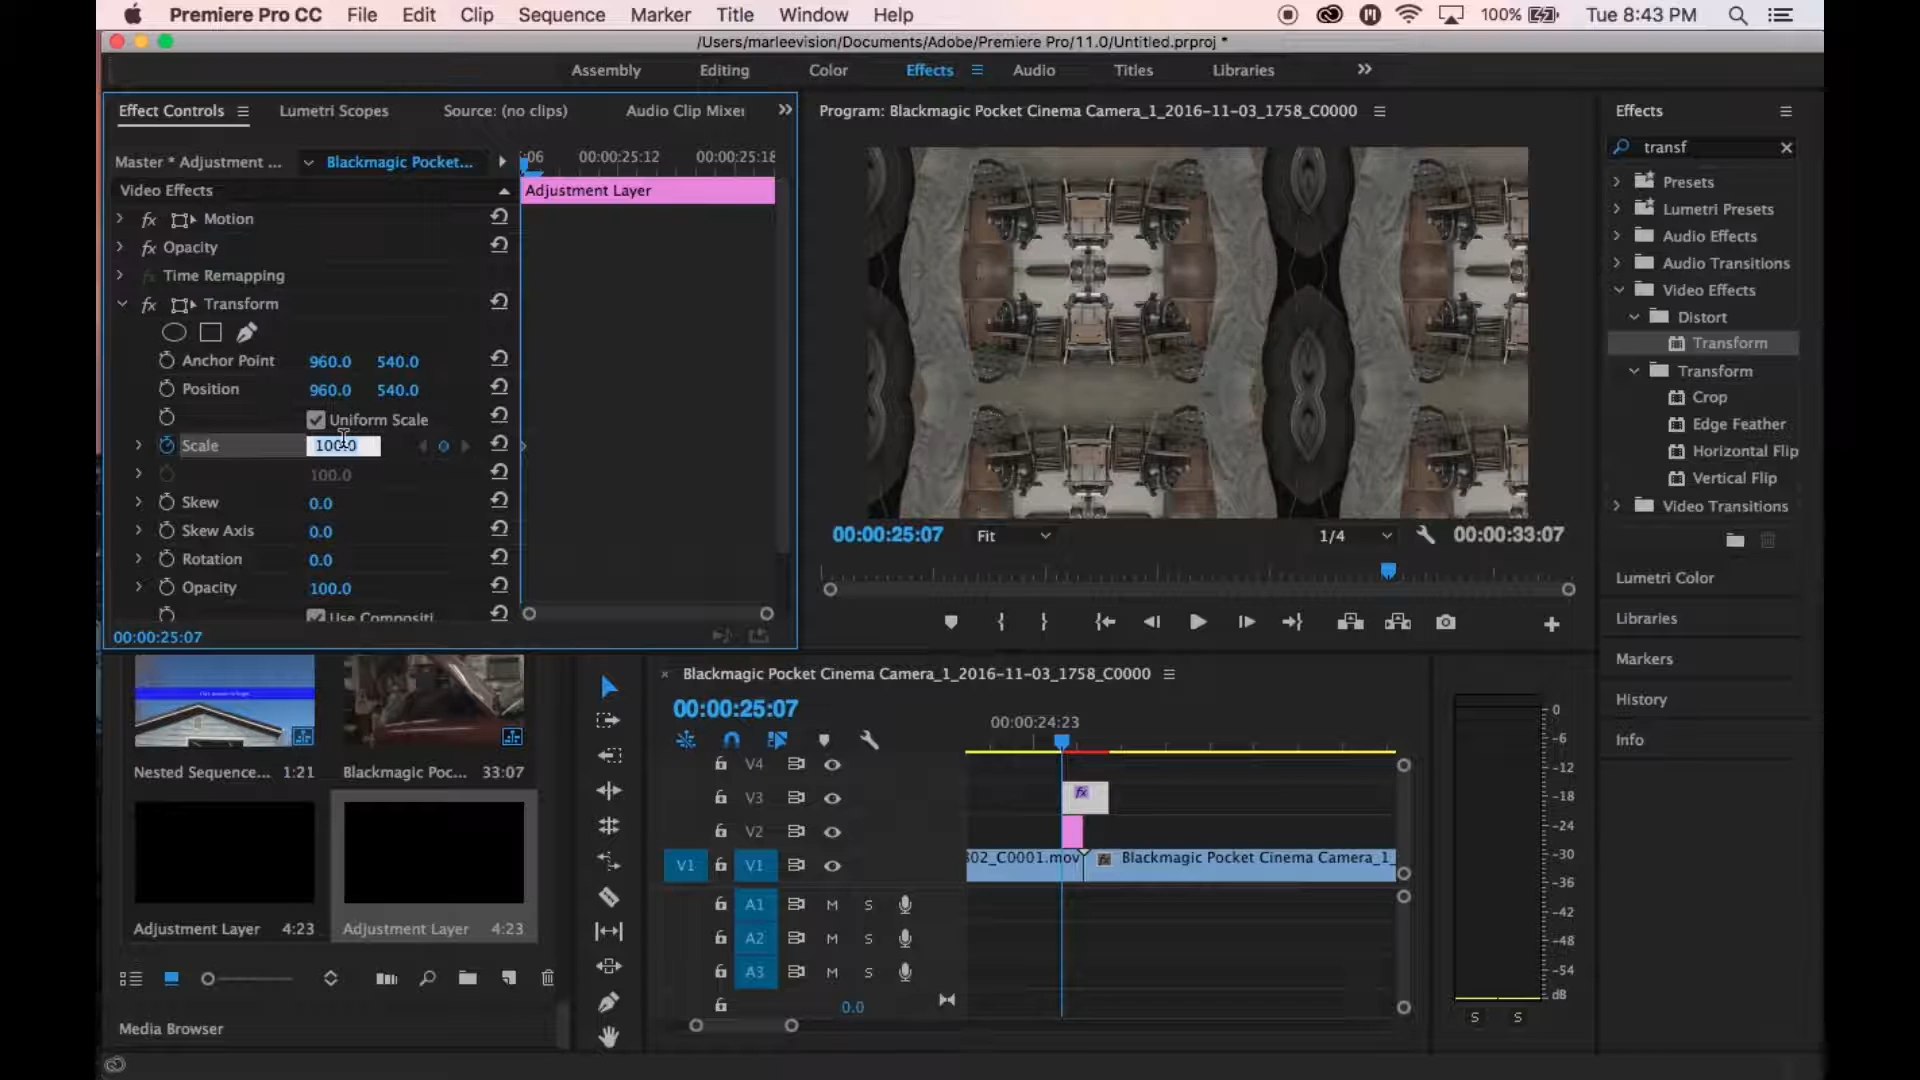 Premiere Pro CC File Edit Clip Sequence Marker Title Window Help 100% Tue 8:43 PM
/Users/marleevision/Documents/Adobe/Premiere Pro/11.0/Untitled.prproj *
Assembly Editing Color Effects Audio Titles Libraries
Effect Controls Lumetri Scopes Source: (no clips) Audio Clip Mixer
Master * Adjustment ... Blackmagic Pocket... :06 00:00:25:12 00:00:25:18
Video Effects
Adjustment Layer
fx Motion
fx Opacity
fx Time Remapping
fx Transform
Anchor Point 960.0 540.0
Position 960.0 540.0
Uniform Scale
Scale 100.0
100.0
Skew 0.0
Skew Axis 0.0
Rotation 0.0
Opacity 100.0
Use Compositi
00:00:25:07
Program: Blackmagic Pocket Cinema Camera_1_2016-11-03_1758_C0000
00:00:25:07 Fit 1/4 00:00:33:07
Effects
transf
Presets
Lumetri Presets
Audio Effects
Audio Transitions
Video Effects
Distort
Transform
Transform
Crop
Edge Feather
Horizontal Flip
Vertical Flip
Video Transitions
Lumetri Color
Libraries
Markers
History
Info
Nested Sequence... 1:21
Blackmagic Poc... 33:07
Adjustment Layer 4:23
Adjustment Layer 4:23
Media Browser
× Blackmagic Pocket Cinema Camera_1_2016-11-03_1758_C0000
00:00:25:07
00:00:24:23
V4
V3 fx
V2
V1 V1 302_C0001.mov fx Blackmagic Pocket Cinema Camera_1_
A1 M S
A2 M S
A3 M S
0.0
0
-6
-12
-18
-24
-30
-36
-42
-48
-54
dB
S S